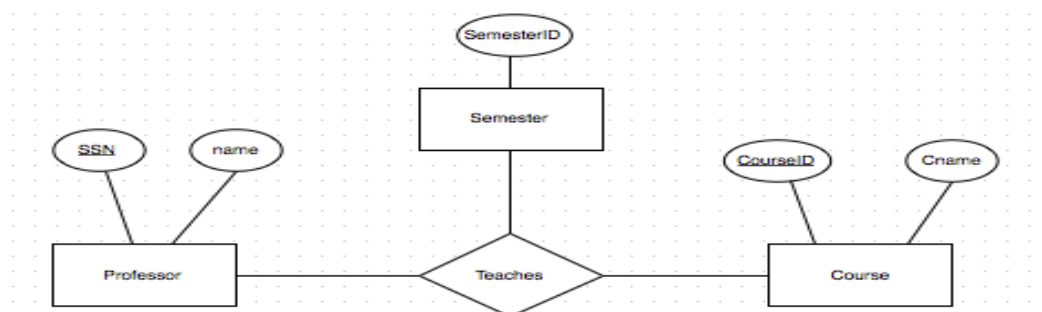 SemesterID
Semester
SSN
name
CourseID
Cname
Professor
Teaches
Course